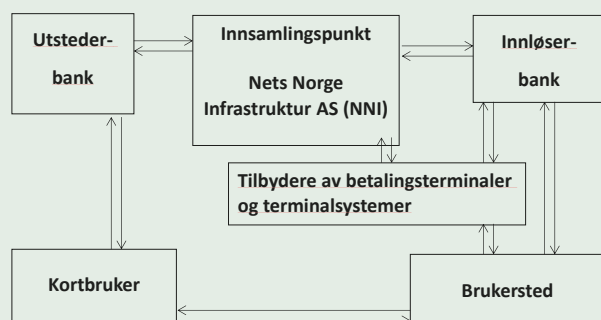 Utsteder-
bank
Innsamlingspunkt
Nets Norge
Infrastruktur AS (NNI)
Innløser-
bank
Tilbydere av betalingsterminaler
og terminalsystemer
Kortbruker
Brukersted